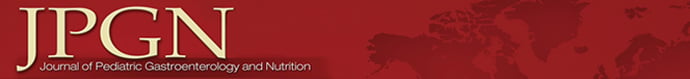 JPGN
Journal of Pediatric Gastroenterology and Nutrition